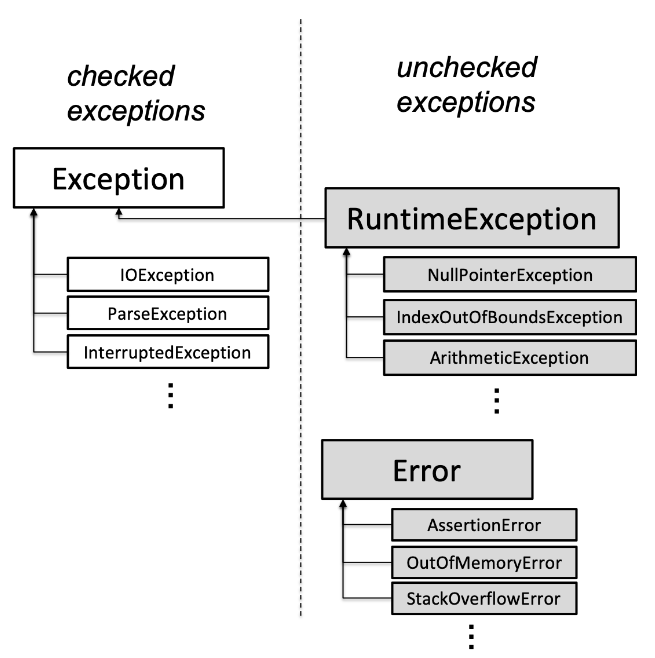 checked
exceptions
unchecked
exceptions
Exception
IOException
ParseException
InterruptedException
RuntimeException
NullPointerException
IndexOutOfBoundsException
ArithmeticException
Error
AssertionError
OutOfMemoryError
StackOverflowError